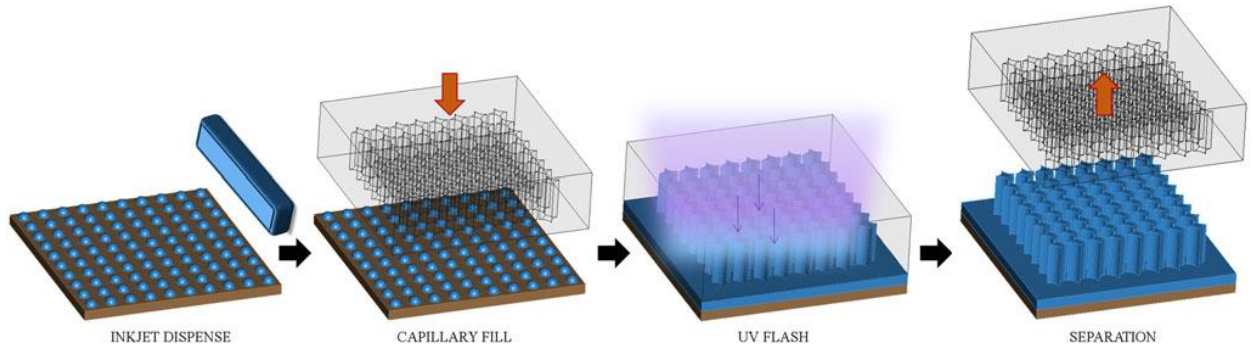 INKJET DISPENSE
CAPILLARY FILL
UV FLASH
SEPARATION